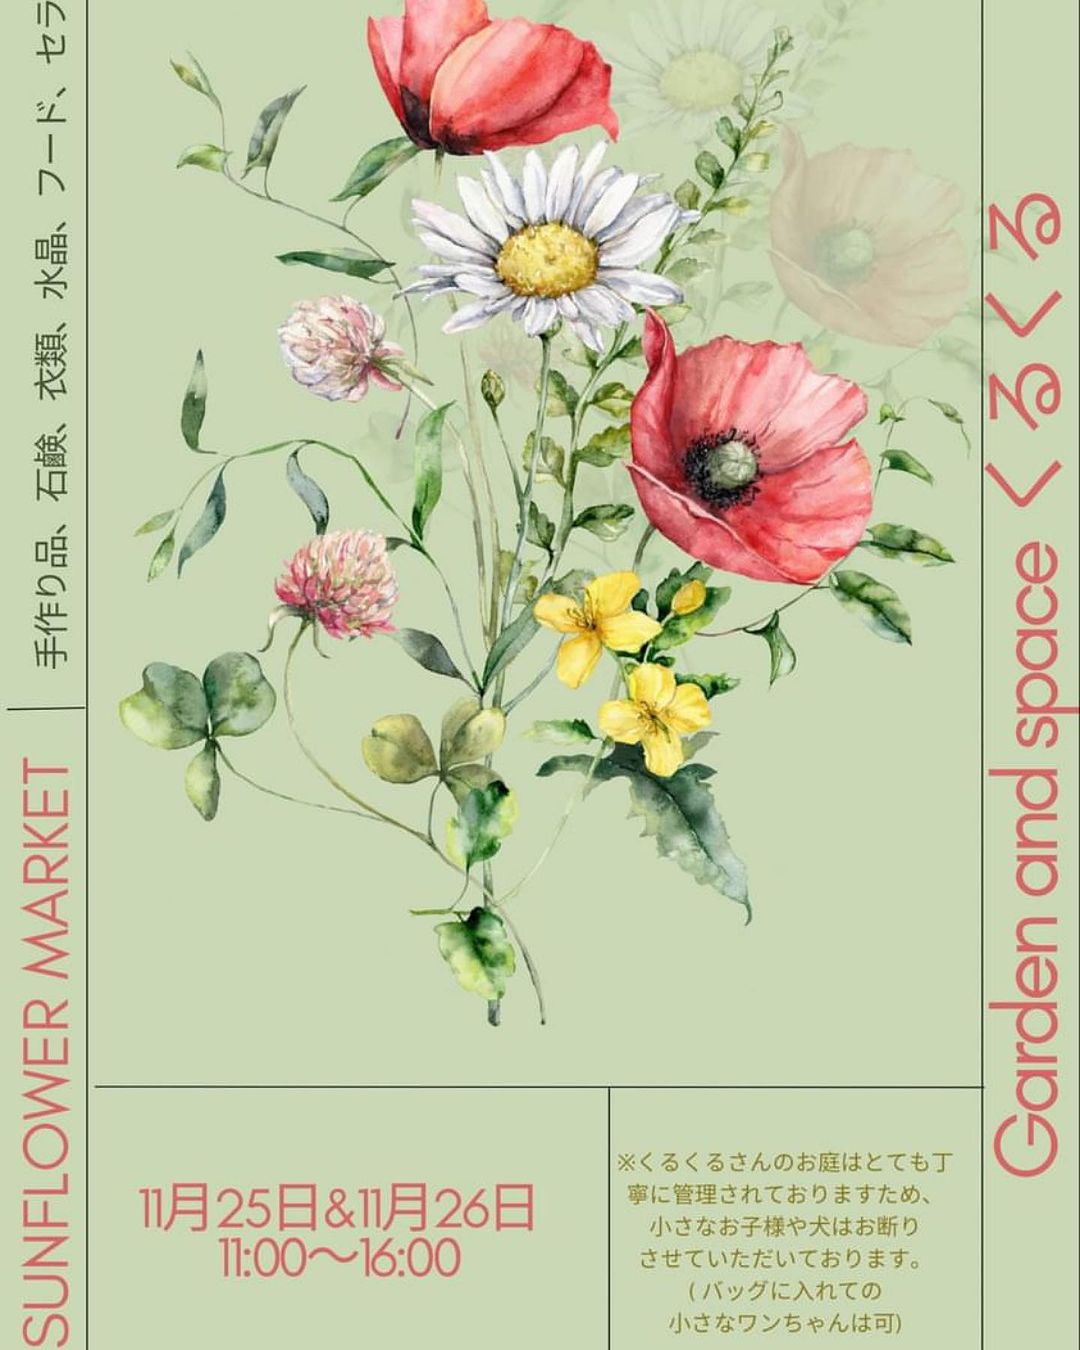 手作り品、石鹸、衣類、水晶、フード、セラ
SUNFLOWER MARKET
Garden and space くるくる
11月25日&11月26日
11:00〜16:00
※くるくるさんのお庭はとても丁
寧に管理されておりますため、
小さなお子様や犬はお断り
させていただいております。
( バッグに入れての
小さなワンちゃんは可)